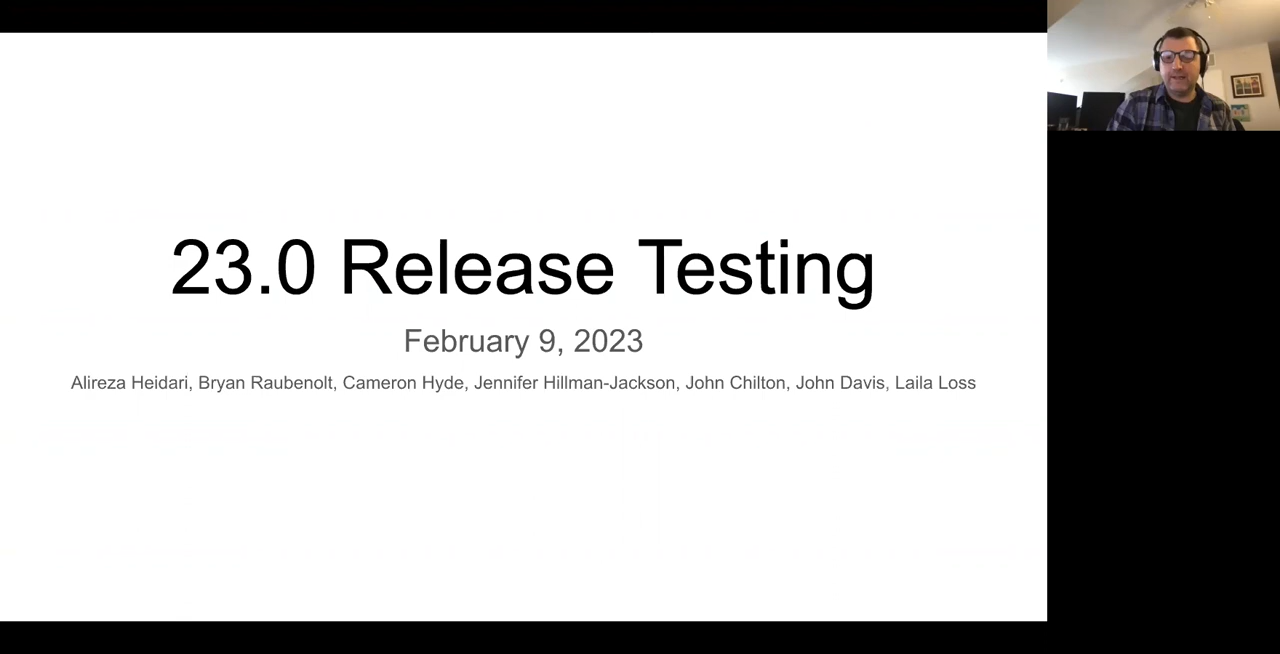 23.0 Release Testing
February 9, 2023
Alireza Heidari, Bryan Raubenolt, Cameron Hyde, Jennifer Hillman-Jackson, John Chilton, John Davis, Laila Loss